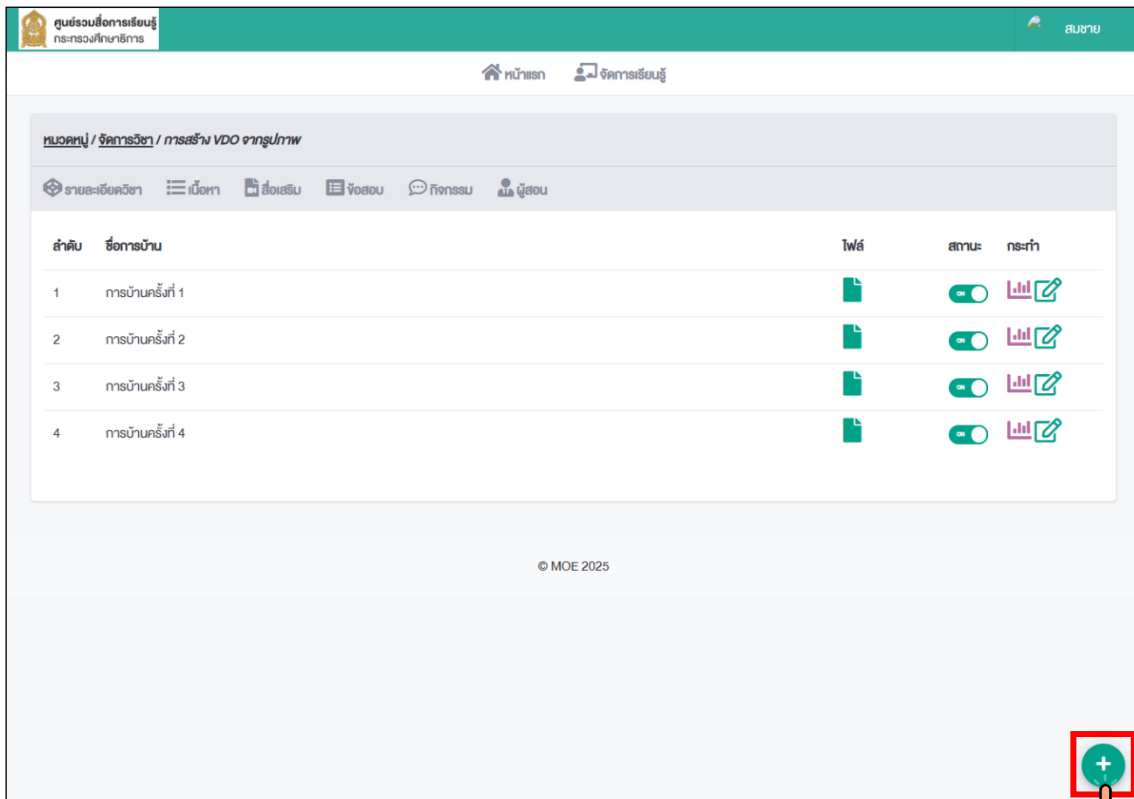 ศูนย์รวมสื่อการเรียนรู้
กระทรวงศึกษาธิการ
สมชาย
หน้าแรก จัดการเรียนรู้
หมวดหมู่ / จัดการวิชา / การสร้าง VDO จากรูปภาพ
รายละเอียดวิชา เนื้อหา สื่อเสริม ข้อสอบ กิจกรรม ผู้สอน
ลำดับ ชื่อการบ้าน ไฟล์ สถานะ กระทำ
1 การบ้านครั้งที่ 1 ON
2 การบ้านครั้งที่ 2 ON
3 การบ้านครั้งที่ 3 ON
4 การบ้านครั้งที่ 4 ON
© MOE 2025